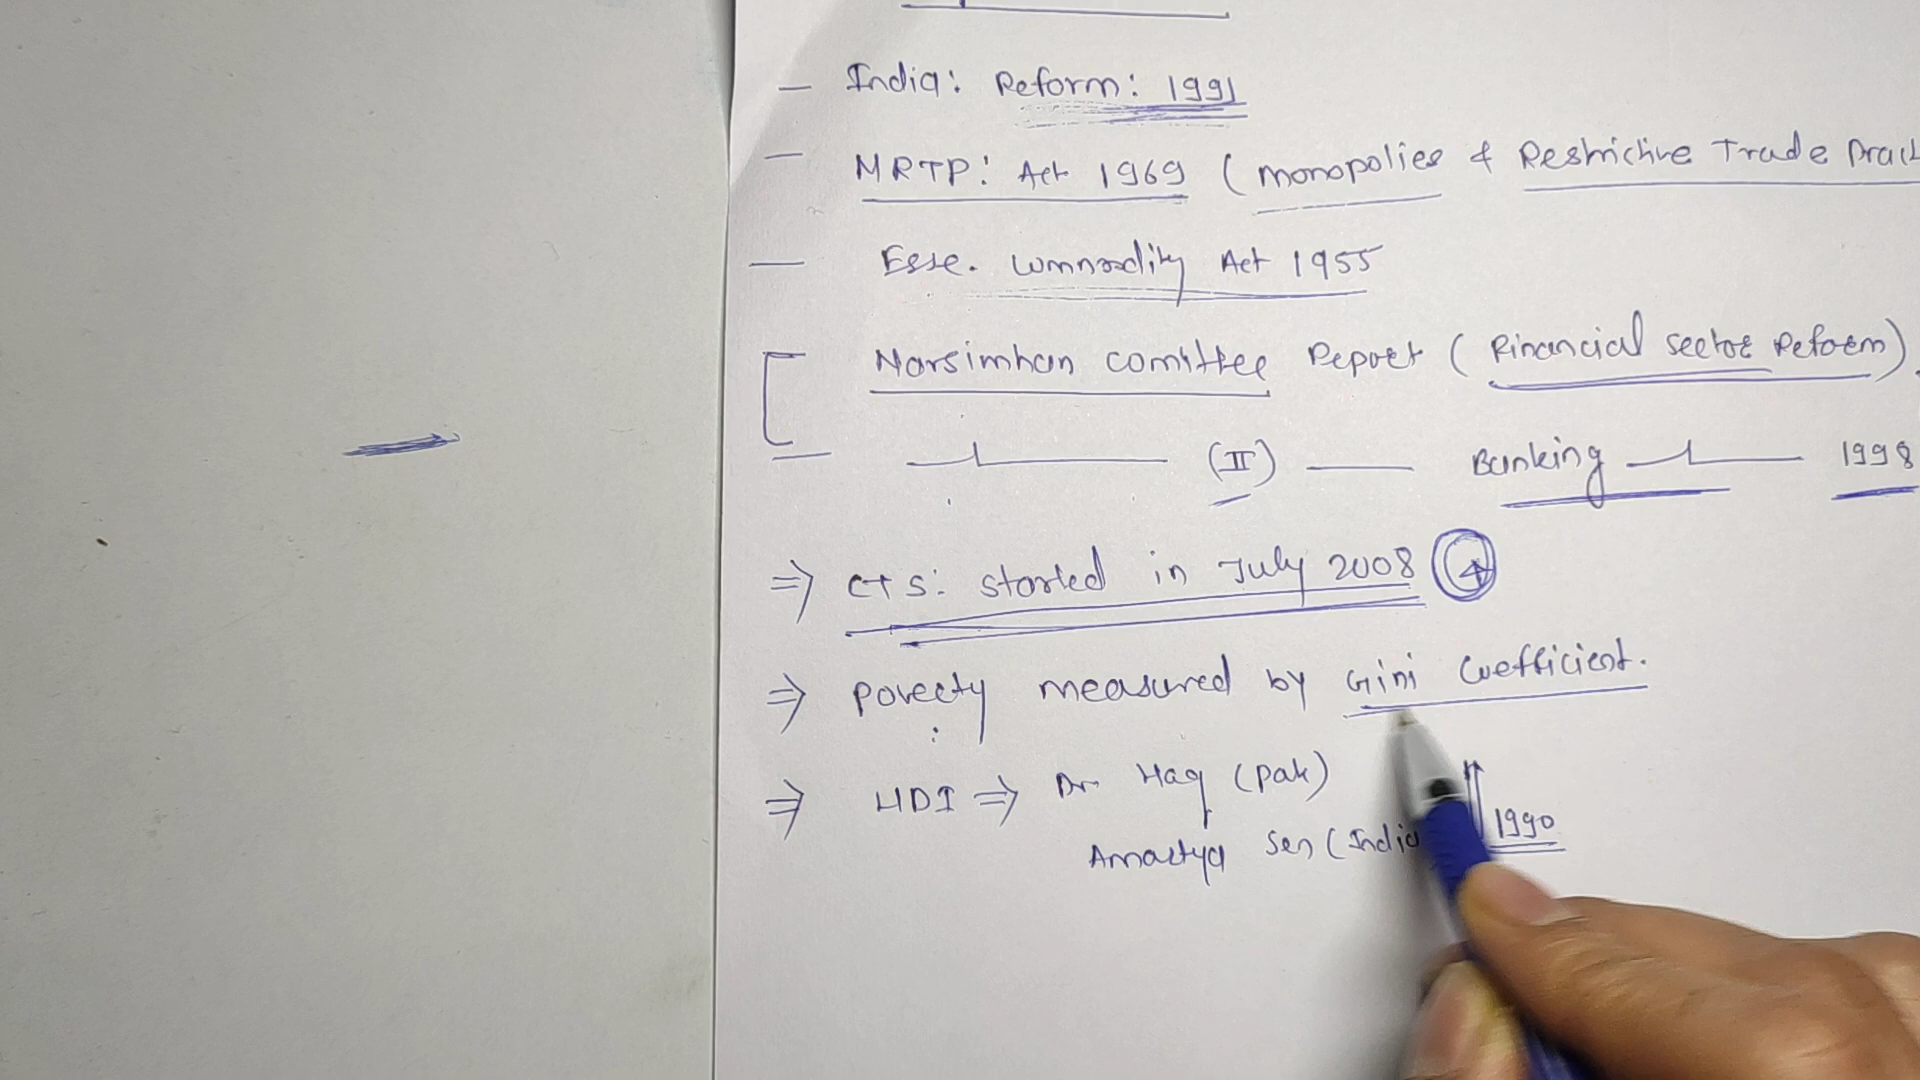 — India: Reform: 1991
— MRTP: Act 1969 (Monopolies & Restrictive Trade Pract
— Esse. Commodity Act 1955
Narsimhan comittee Report (Financial Sector Reform)
— (II) — Banking — 1998
⇒ CTS: started in July 2008 (4)
⇒ Poverty measured by Gini Coefficient.
⇒ HDI ⇒ Dr Haq (Pak)
Amartya Sen (India 1990